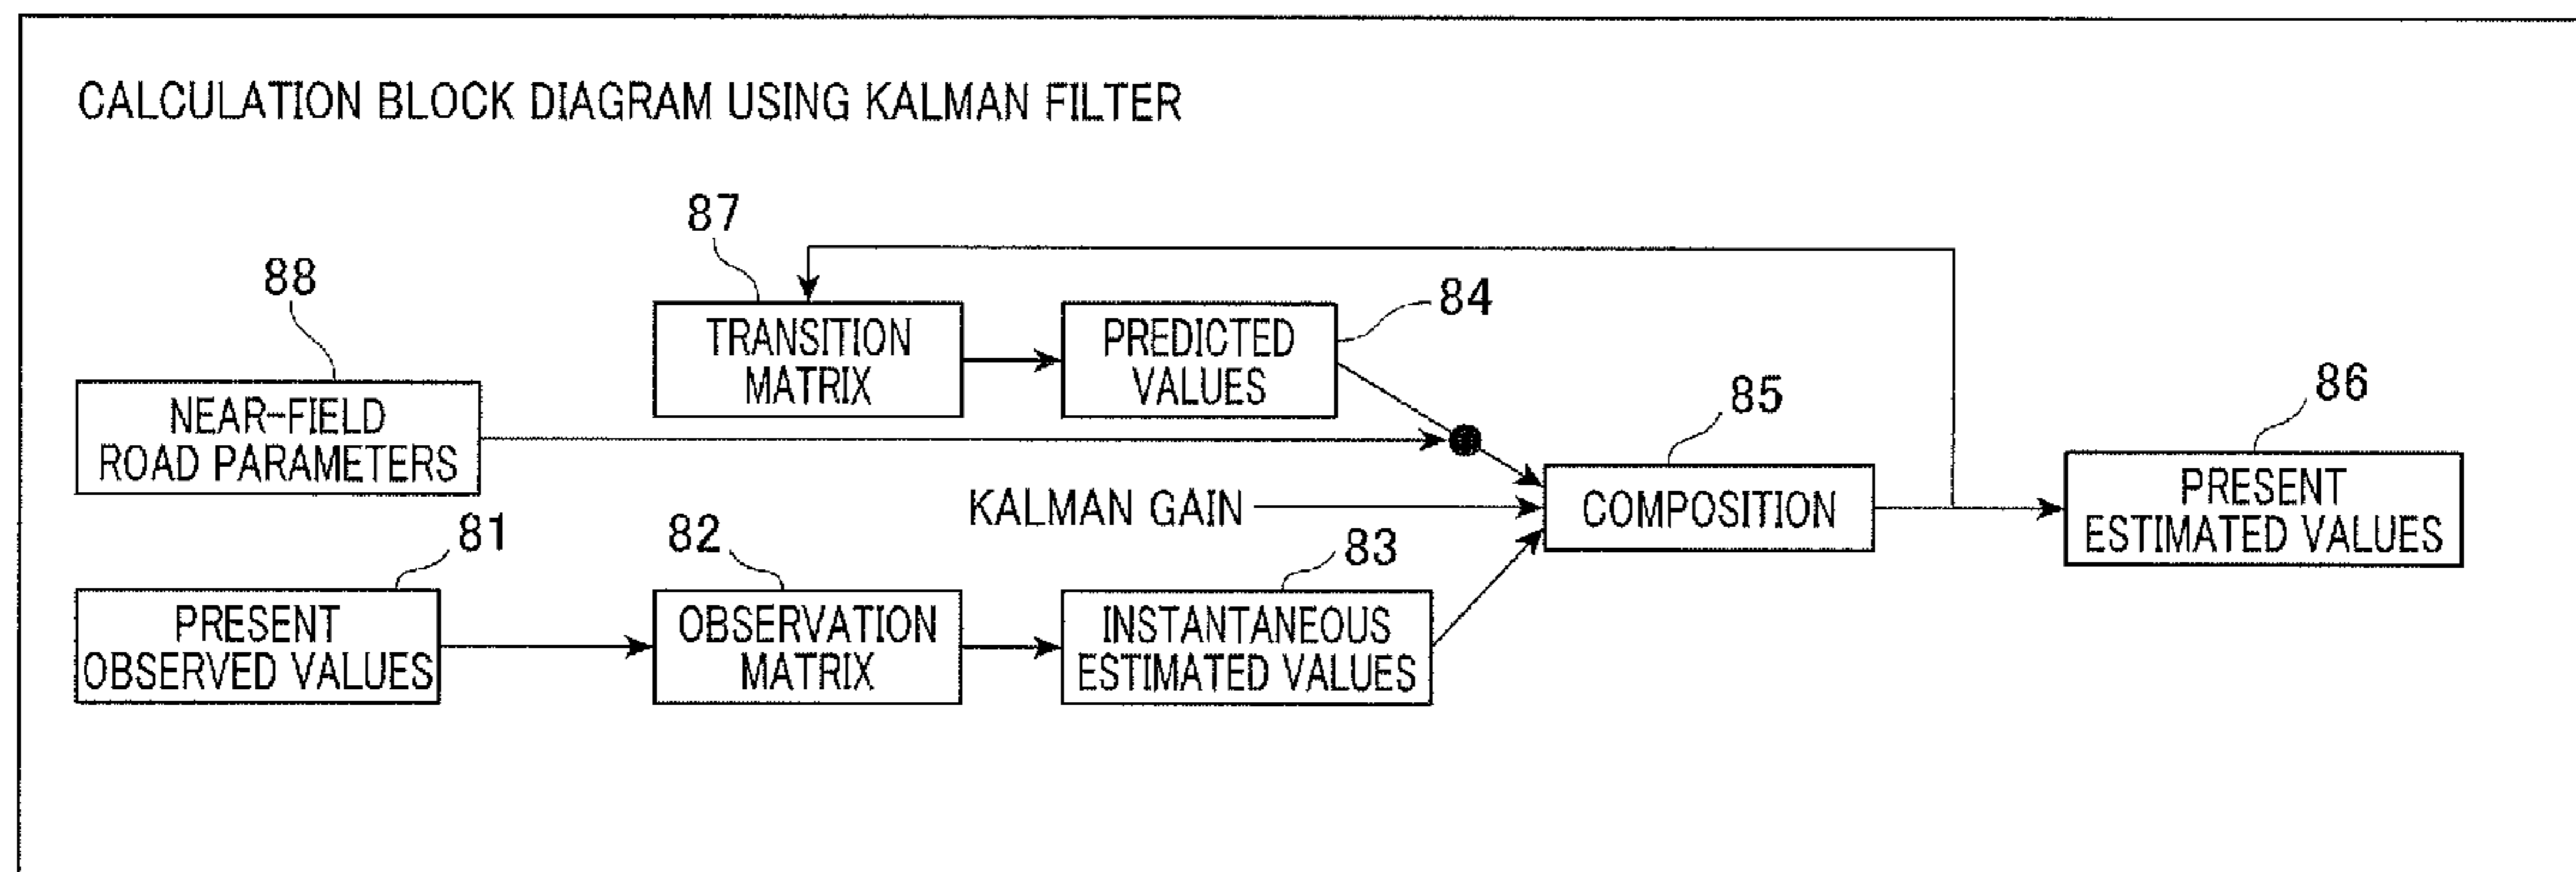 CALCULATION BLOCK DIAGRAM USING KALMAN FILTER
87
88
84
TRANSITION
MATRIX
PREDICTED
VALUES
NEAR-FIELD
ROAD PARAMETERS
85
86
KALMAN GAIN
COMPOSITION
PRESENT
ESTIMATED VALUES
81
82
83
PRESENT
OBSERVED VALUES
OBSERVATION
MATRIX
INSTANTANEOUS
ESTIMATED VALUES